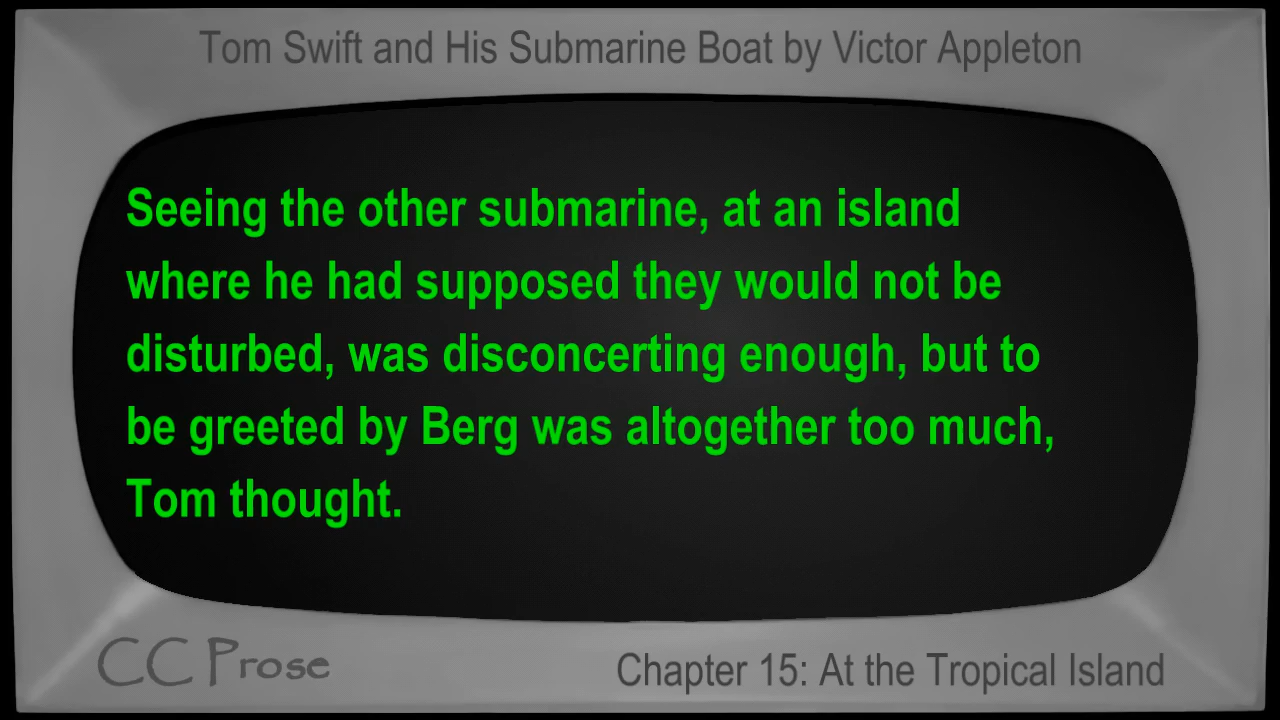 Tom Swift and His Submarine Boat by Victor Appleton
Seeing the other submarine, at an island
where he had supposed they would not be
disturbed, was disconcerting enough, but to
be greeted by Berg was altogether too much,
Tom thought.
CC Prose
Chapter 15: At the Tropical Island